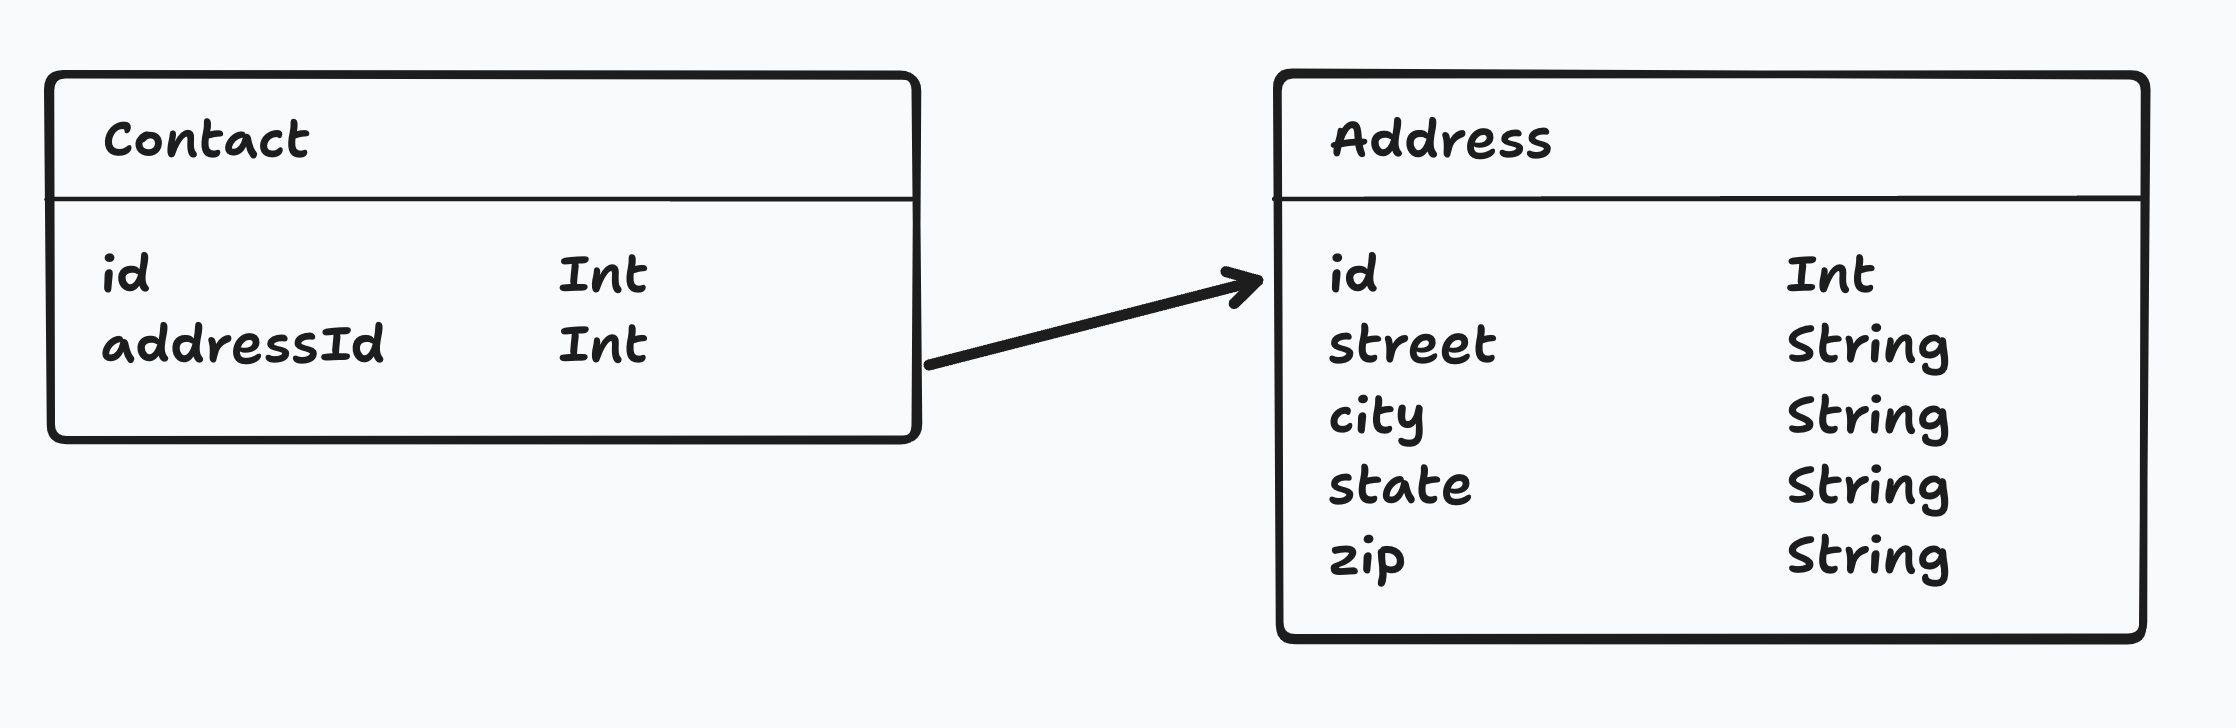 Contact
id Int
addressId Int
Address
id Int
street String
city String
state String
zip String